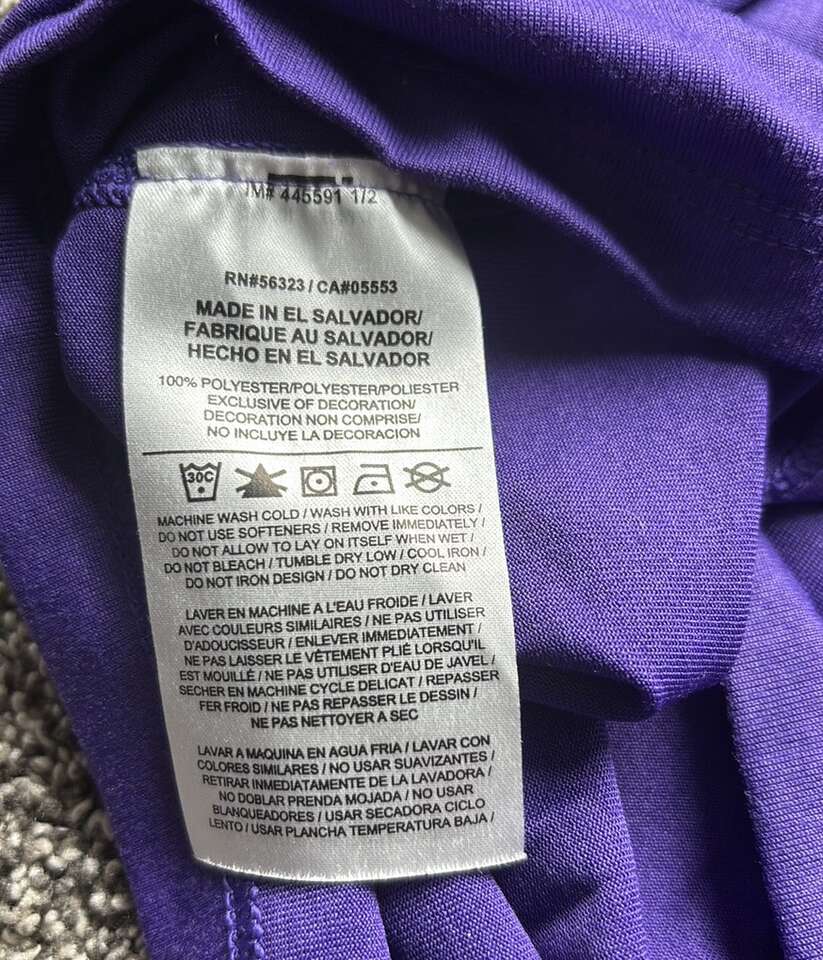 M# 445591 1/2
RN#56323 / CA#05553
MADE IN EL SALVADOR/
FABRIQUE AU SALVADOR/
HECHO EN EL SALVADOR
100% POLYESTER/POLYESTER/POLIESTER
EXCLUSIVE OF DECORATION/
DECORATION NON COMPRISE/
NO INCLUYE LA DECORACION
30C
MACHINE WASH COLD / WASH WITH LIKE COLORS /
DO NOT USE SOFTENERS / REMOVE IMMEDIATELY /
DO NOT ALLOW TO LAY ON ITSELF WHEN WET /
DO NOT BLEACH / TUMBLE DRY LOW / COOL IRON /
DO NOT IRON DESIGN / DO NOT DRY CLEAN
LAVER EN MACHINE A L'EAU FROIDE / LAVER
AVEC COULEURS SIMILAIRES / NE PAS UTILISER
D'ADOUCISSEUR / ENLEVER IMMEDIATEMENT /
NE PAS LAISSER LE VÊTEMENT PLIÉ LORSQU'IL
EST MOUILLÉ / NE PAS UTILISER D'EAU DE JAVEL /
SECHER EN MACHINE CYCLE DELICAT / REPASSER
FER FROID / NE PAS REPASSER LE DESSIN /
NE PAS NETTOYER A SEC
LAVAR A MAQUINA EN AGUA FRIA / LAVAR CON
COLORES SIMILARES / NO USAR SUAVIZANTES /
RETIRAR INMEDIATAMENTE DE LA LAVADORA /
NO DOBLAR PRENDA MOJADA / NO USAR
BLANQUEADORES / USAR SECADORA CICLO
LENTO / USAR PLANCHA TEMPERATURA BAJA /